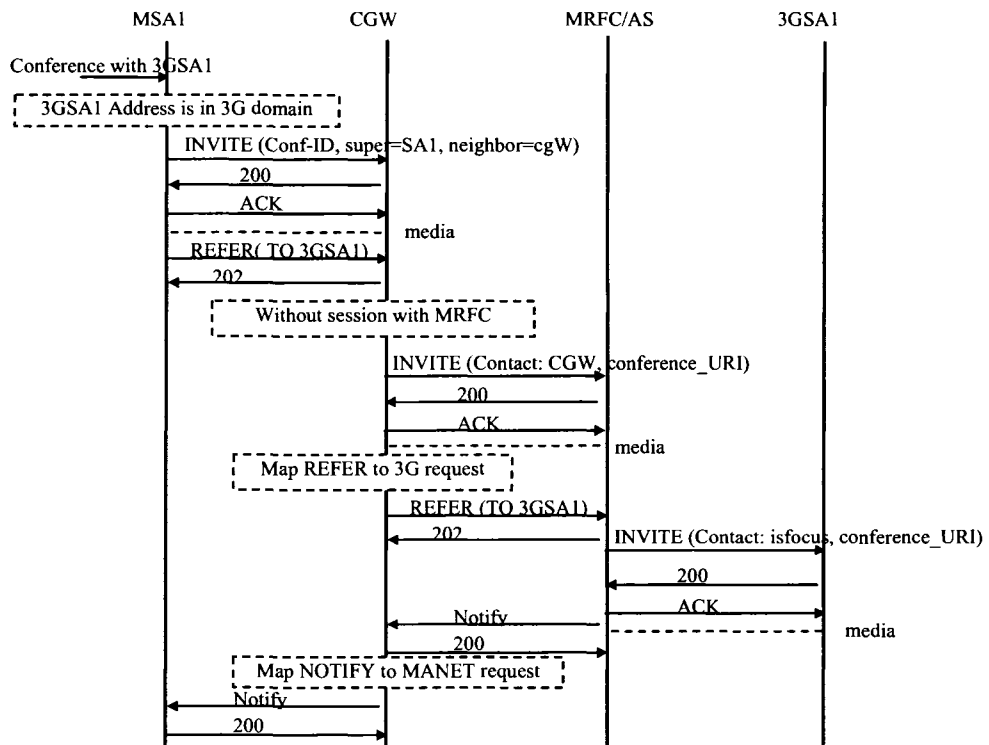 MSA1 CGW MRFC/AS 3GSA1
Conference with 3GSA1
3GSA1 Address is in 3G domain
INVITE (Conf-ID, super=SA1, neighbor=cgW)
200
ACK
media
REFER( TO 3GSA1)
202
Without session with MRFC
INVITE (Contact: CGW, conference_URI)
200
ACK
media
Map REFER to 3G request
REFER (TO 3GSA1)
202
INVITE (Contact: isfocus, conference_URI)
200
ACK
Notify
media
200
Map NOTIFY to MANET request
Notify
200